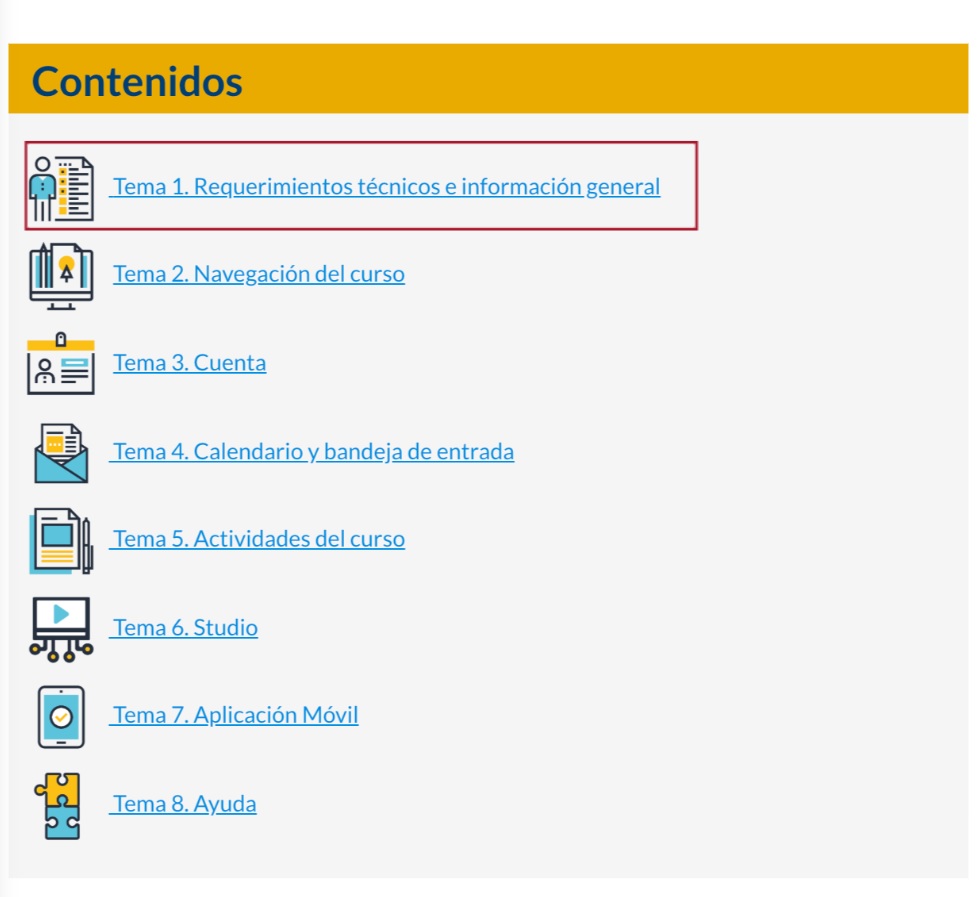 Contenidos
Tema 1. Requerimientos técnicos e información general
Tema 2. Navegación del curso
Tema 3. Cuenta
Tema 4. Calendario y bandeja de entrada
Tema 5. Actividades del curso
Tema 6. Studio
Tema 7. Aplicación Móvil
Tema 8. Ayuda